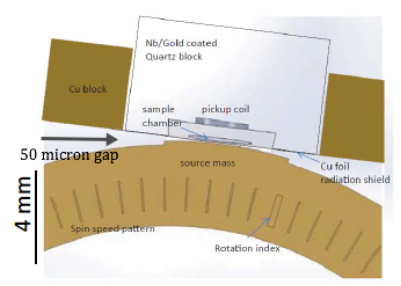 Nb/Gold coated
Quartz block
Cu block
sample
chamber
pickup coil
50 micron gap
source mass
Cu foil
radiation shield
4 mm
Spin speed pattern
Rotation index